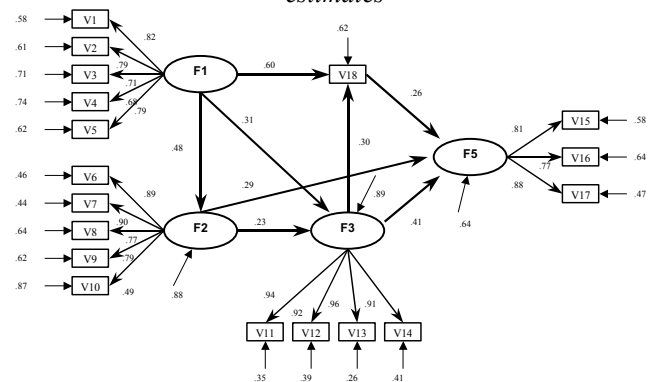 estimates
.58 V1
.82
.62
.61 V2
.79
F1
.60
V18
.71 V3
.71
.26
.74 V4
.68
.31
.81
V15 .58
.79
.62 V5
.48
.30
F5
.77
V16 .64
.46 V6
.89
.29
.89
.88
V17 .47
.44 V7
.90
.41
.64 V8
F2
.23
F3
.64
.77
.62 V9
.79
.87 V10
.49
.88
.94
.92
.96
.91
V11 V12 V13 V14
.35 .39 .26 .41